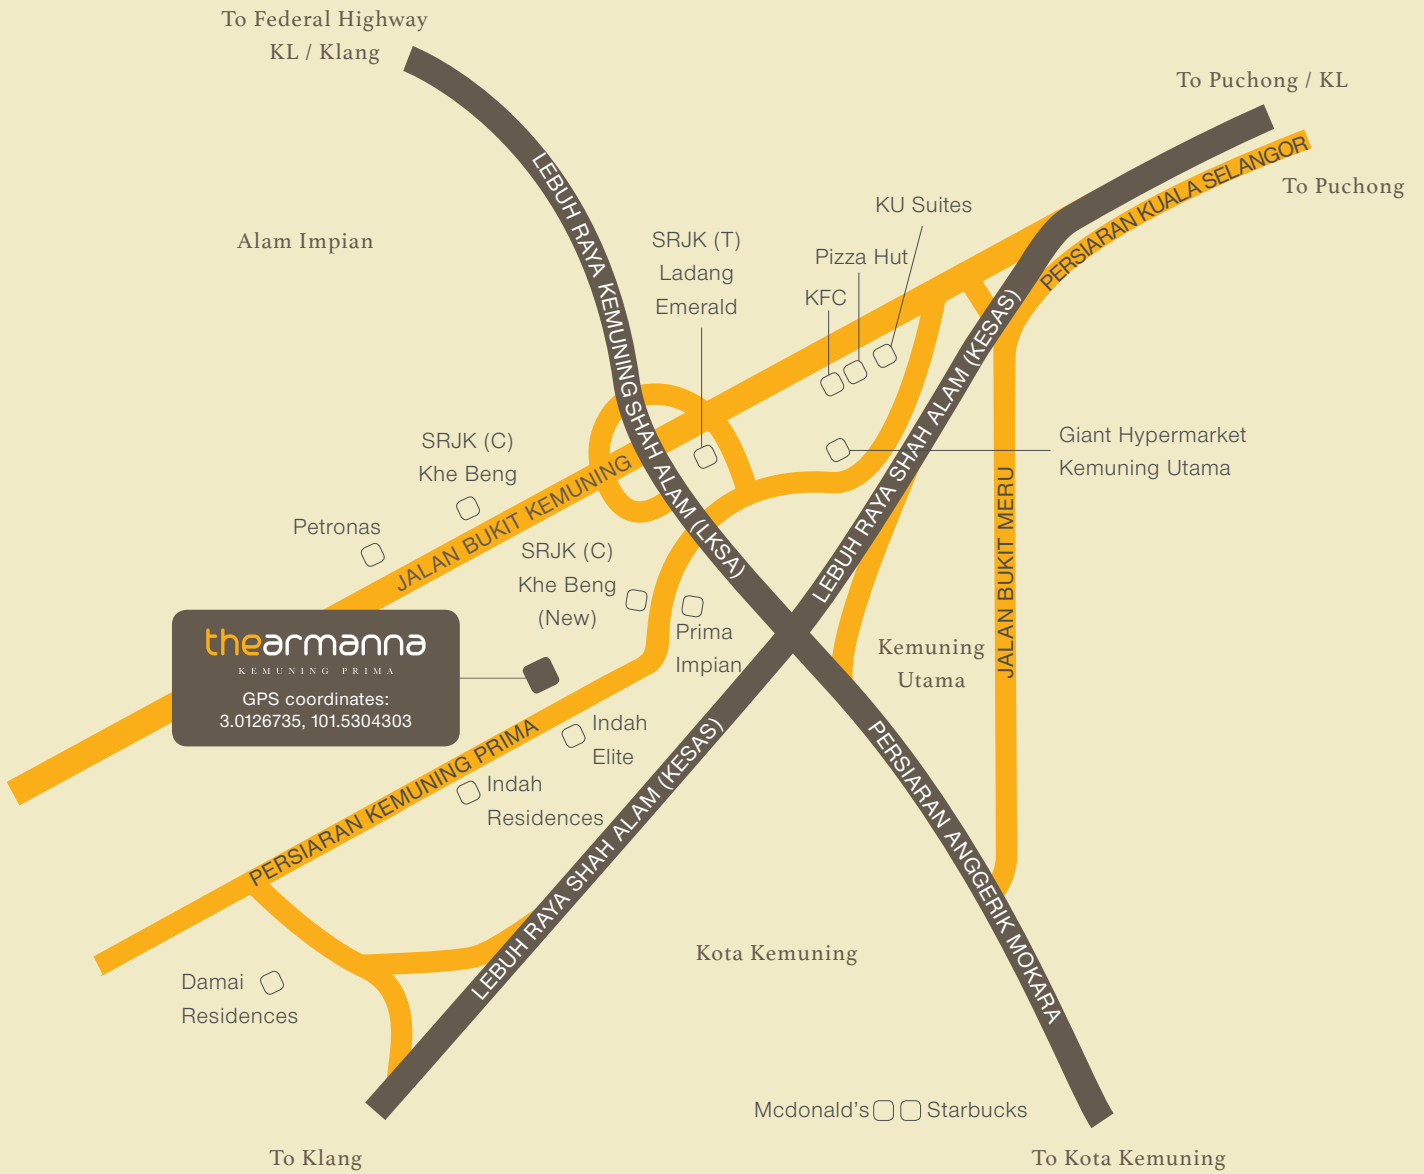 To Federal Highway
KL / Klang
To Puchong / KL
PERSIARAN KUALA SELANGOR
To Puchong
LEBUH RAYA KEMUNING SHAH ALAM (LKSA)
KU Suites
Alam Impian
SRJK (T)
Ladang
Emerald
Pizza Hut
KFC
LEBUH RAYA SHAH ALAM (KESAS)
SRJK (C)
Khe Beng
Giant Hypermarket
Kemuning Utama
JALAN BUKIT KEMUNING
Petronas
SRJK (C)
Khe Beng
(New)
JALAN BUKIT MERU
thearmanna
KEMUNING PRIMA
GPS coordinates:
3.0126735, 101.5304303
Prima
Impian
Kemuning
Utama
Indah
Elite
PERSIARAN KEMUNING PRIMA
Indah
Residences
LEBUH RAYA SHAH ALAM (KESAS)
PERSIARAN ANGGERIK MOKARA
Kota Kemuning
Damai
Residences
Mcdonald's
Starbucks
To Klang
To Kota Kemuning